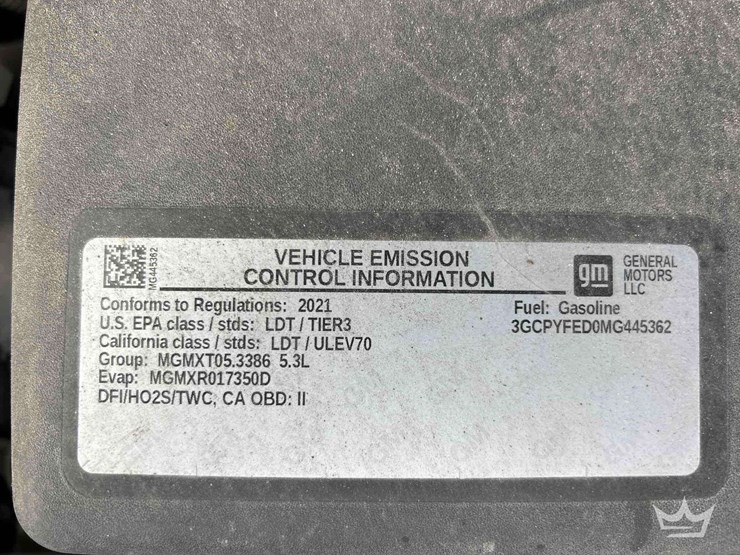 MG445362
VEHICLE EMISSION
CONTROL INFORMATION
gm
GENERAL
MOTORS
LLC
Conforms to Regulations: 2021
U.S. EPA class / stds: LDT / TIER3
California class / stds: LDT / ULEV70
Group: MGMXT05.3386 5.3L
Evap: MGMXR017350D
DFI/HO2S/TWC, CA OBD: II
Fuel: Gasoline
3GCPYFED0MG445362